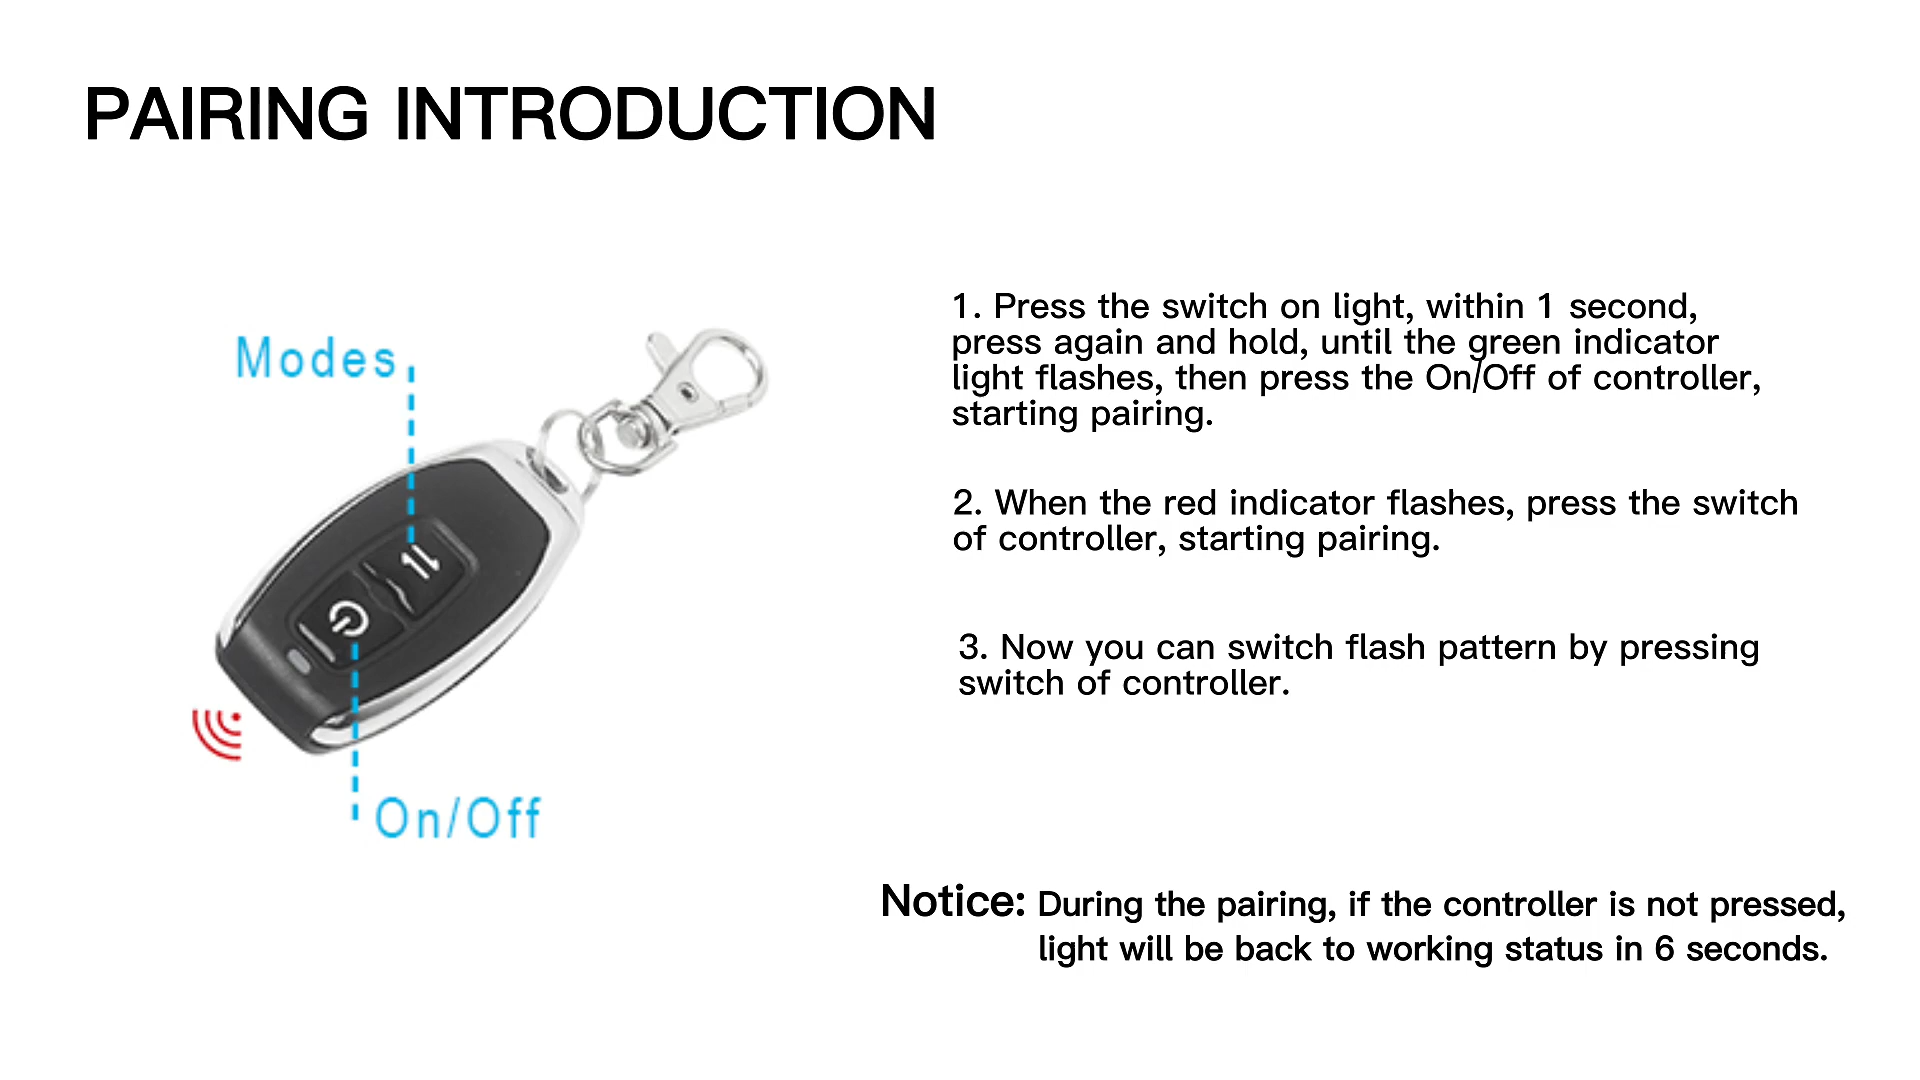 PAIRING INTRODUCTION
Modes
On/Off
1. Press the switch on light, within 1 second,
press again and hold, until the green indicator
light flashes, then press the On/Off of controller,
starting pairing.
2. When the red indicator flashes, press the switch
of controller, starting pairing.
3. Now you can switch flash pattern by pressing
switch of controller.
Notice: During the pairing, if the controller is not pressed,
light will be back to working status in 6 seconds.